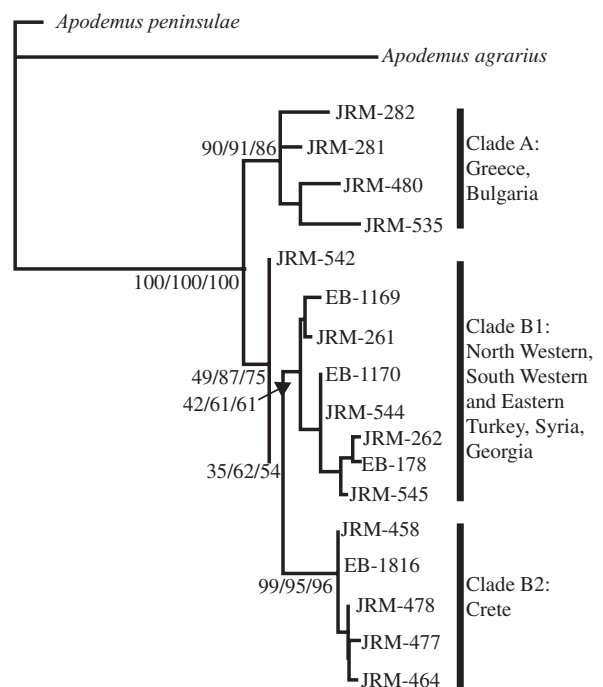 Apodemus peninsulae
Apodemus agrarius
JRM-282
90/91/86
JRM-281
JRM-480
JRM-535
Clade A:
Greece,
Bulgaria
100/100/100
JRM-542
EB-1169
JRM-261
49/87/75
EB-1170
42/61/61
JRM-544
JRM-262
35/62/54
EB-178
JRM-545
Clade B1:
North Western,
South Western
and Eastern
Turkey, Syria,
Georgia
JRM-458
EB-1816
99/95/96
JRM-478
JRM-477
JRM-464
Clade B2:
Crete